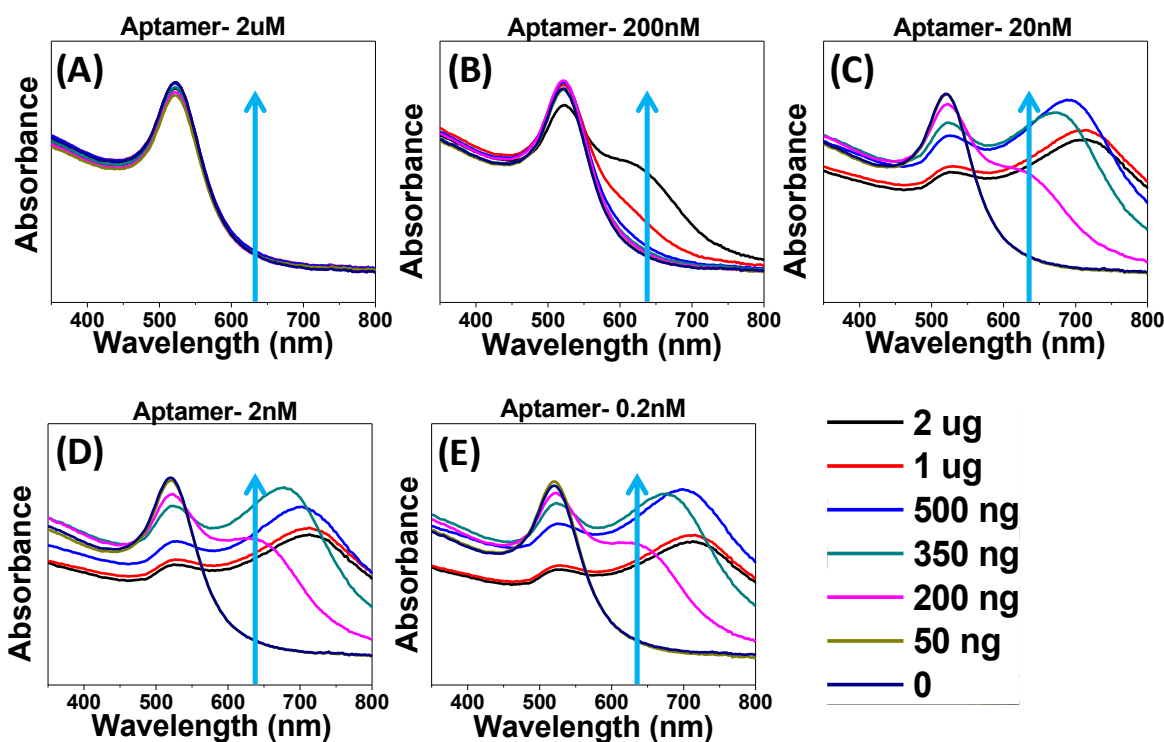 Aptamer- 2uM
(A)
Absorbance
400 500 600 700 800
Wavelength (nm)
Aptamer- 200nM
(B)
Absorbance
400 500 600 700 800
Wavelength (nm)
Aptamer- 20nM
(C)
Absorbance
400 500 600 700 800
Wavelength (nm)
Aptamer- 2nM
(D)
Absorbance
400 500 600 700 800
Wavelength (nm)
Aptamer- 0.2nM
(E)
Absorbance
400 500 600 700 800
Wavelength (nm)
2 ug
1 ug
500 ng
350 ng
200 ng
50 ng
0